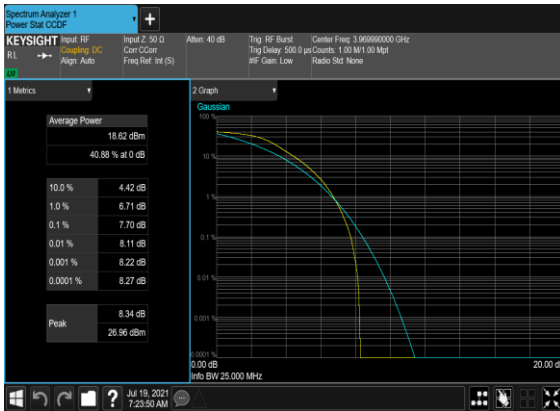 Spectrum Analyzer 1
Power Stat CCDF
KEYSIGHT
RL
LXI
Input: RF
Coupling: DC
Align: Auto
Input Z: 50 Ω
Corr CCorr
Freq Ref: Int (S)
Atten: 40 dB
Trig: RF Burst
Trig Delay: 500.0 µs
#IF Gain: Low
Center Freq: 3.969990000 GHz
Counts: 1.00 M/1.00 Mpt
Radio Std: None
1 Metrics
2 Graph
Average Power
18.62 dBm
40.88 % at 0 dB
10.0 % 4.42 dB
1.0 % 6.71 dB
0.1 % 7.70 dB
0.01 % 8.11 dB
0.001 % 8.22 dB
0.0001 % 8.27 dB
Peak
8.34 dB
26.96 dBm
Gaussian
100 %
10 %
1 %
0.1 %
0.01 %
0.001 %
0.0001 %
0.00 dB
20.00 d
Info BW 25.000 MHz
?
Jul 19, 2021
7:23:50 AM